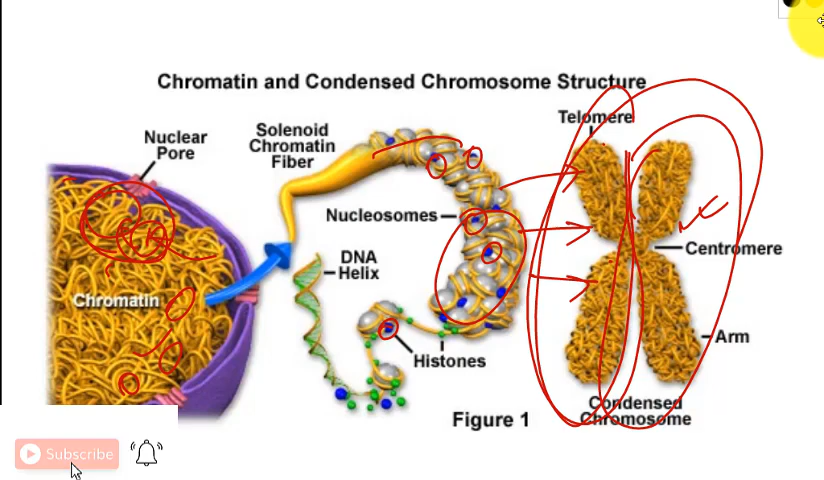 Chromatin and Condensed Chromosome Structure
Nuclear
Pore
Solenoid
Chromatin
Fiber
Telomere
Nucleosomes
DNA
Helix
Centromere
Chromatin
Histones
Arm
Figure 1
Condensed
Chromosome
Subscribe